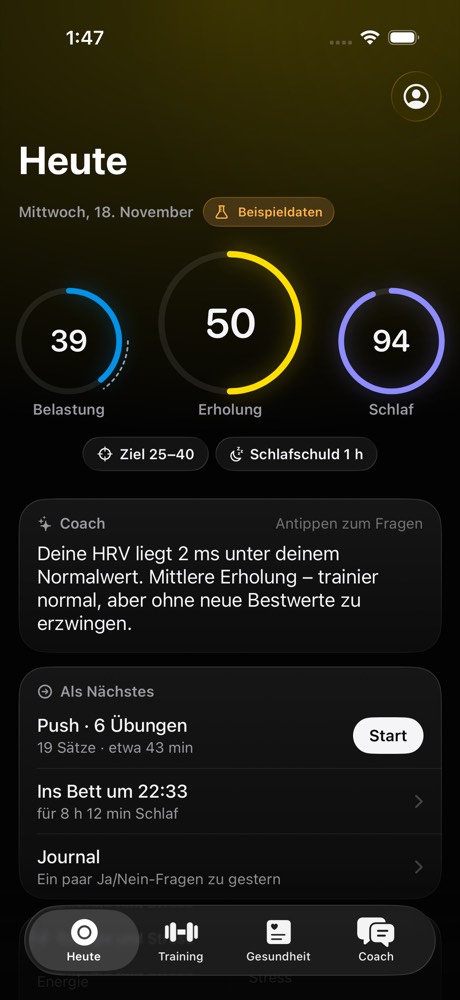 1:47
Heute
Mittwoch, 18. November
Beispieldaten
39
50
94
Belastung
Erholung
Schlaf
Ziel 25–40
Schlafschuld 1 h
Coach
Antippen zum Fragen
Deine HRV liegt 2 ms unter deinem
Normalwert. Mittlere Erholung – trainier
normal, aber ohne neue Bestwerte zu
erzwingen.
Als Nächstes
Push · 6 Übungen
19 Sätze · etwa 43 min
Start
Ins Bett um 22:33
für 8 h 12 min Schlaf
Journal
Ein paar Ja/Nein-Fragen zu gestern
Heute
Training
Gesundheit
Coach
Energie
Stress